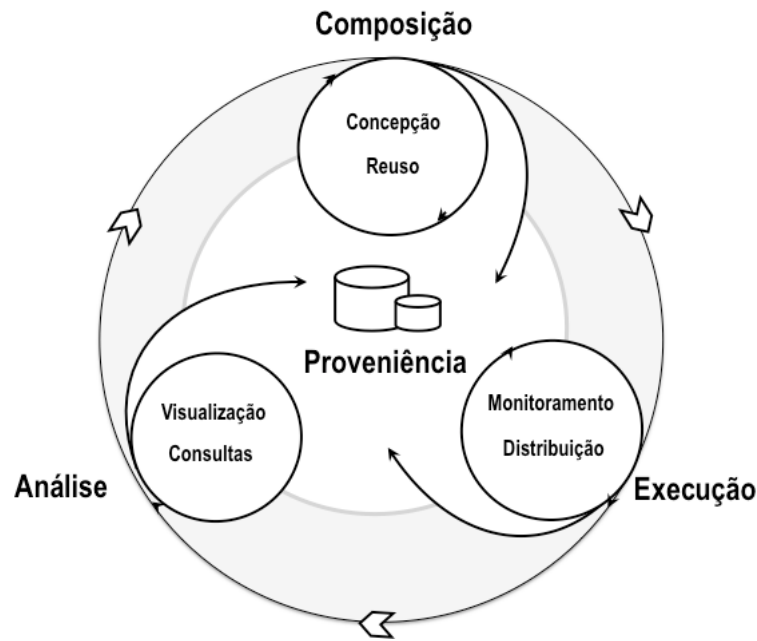 Composição
Concepção
Reuso
Proveniência
Visualização
Consultas
Monitoramento
Distribuição
Análise
Execução